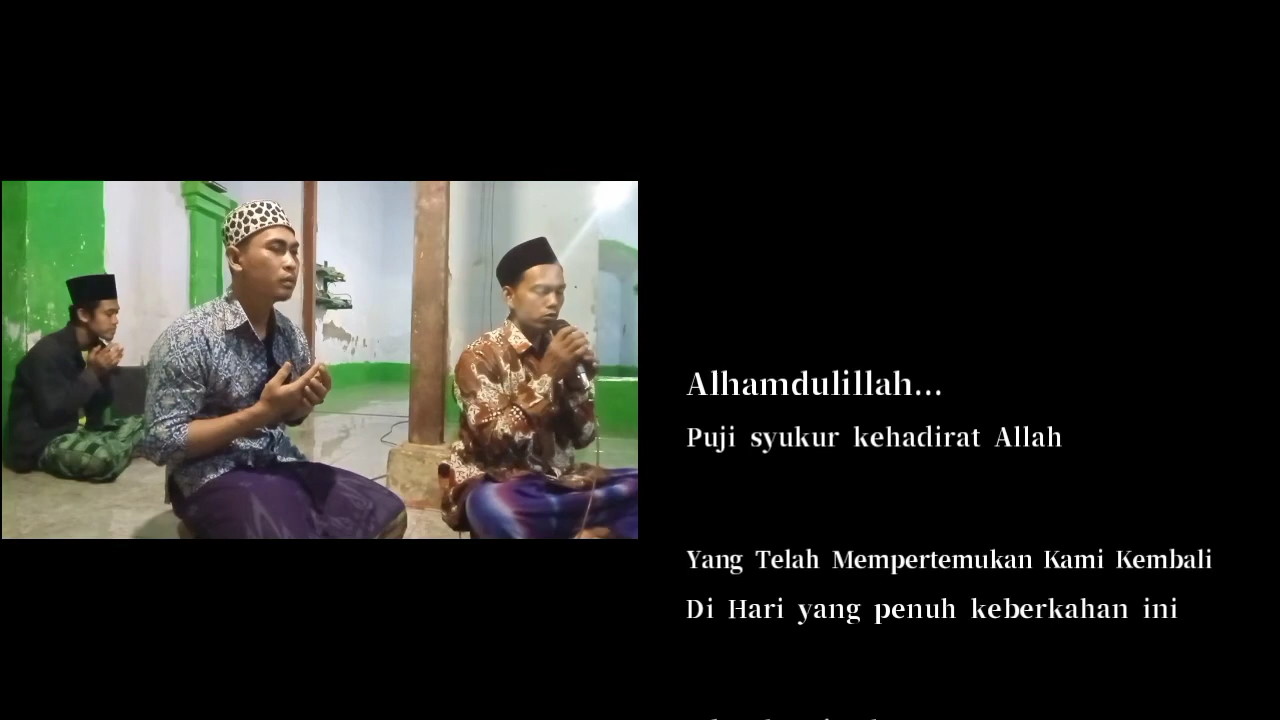 Alhamdulillah...
Puji syukur kehadirat Allah
Yang Telah Mempertemukan Kami Kembali
Di Hari yang penuh keberkahan ini